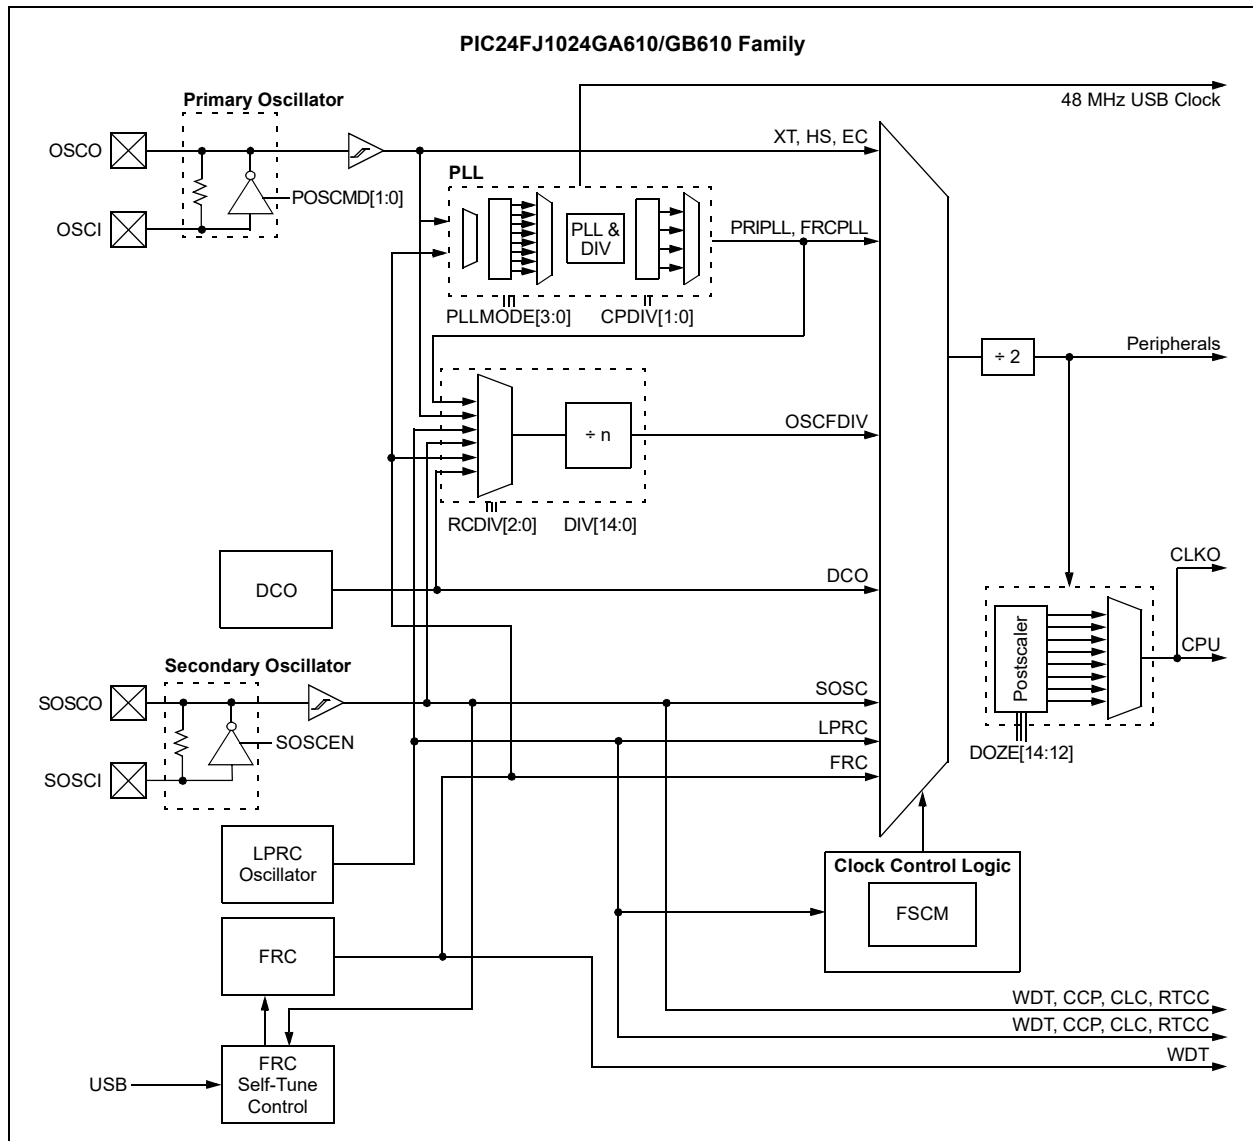 PIC24FJ1024GA610/GB610 Family
48 MHz USB Clock
Primary Oscillator
OSCO
XT, HS, EC
PLL
POSCMD[1:0]
OSCI
PLL &
DIV
PRIPLL, FRCPLL
PLLMODE[3:0]
CPDIV[1:0]
÷ 2
Peripherals
OSCFDIV
÷ n
RCDIV[2:0]
DIV[14:0]
DCO
DCO
CLKO
CPU
Postscaler
DOZE[14:12]
Secondary Oscillator
SOSCO
SOSC
SOSCEN
LPRC
SOSCI
FRC
LPRC
Oscillator
Clock Control Logic
FSCM
FRC
WDT, CCP, CLC, RTCC
WDT, CCP, CLC, RTCC
WDT
USB
FRC
Self-Tune
Control